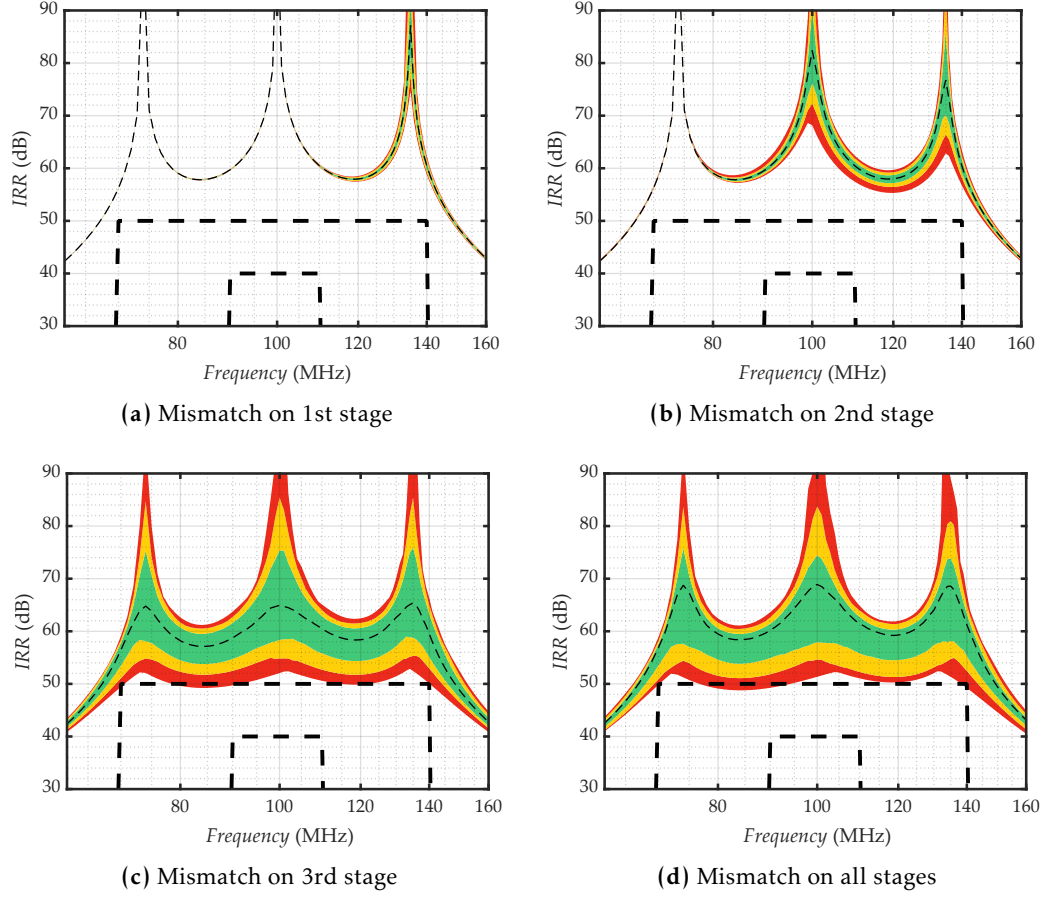 90
80
70
60
50
40
30
IRR (dB)
80 100 120 140 160
Frequency (MHz)
(a) Mismatch on 1st stage
90
80
70
60
50
40
30
IRR (dB)
80 100 120 140 160
Frequency (MHz)
(b) Mismatch on 2nd stage
90
80
70
60
50
40
30
IRR (dB)
80 100 120 140 160
Frequency (MHz)
(c) Mismatch on 3rd stage
90
80
70
60
50
40
30
IRR (dB)
80 100 120 140 160
Frequency (MHz)
(d) Mismatch on all stages